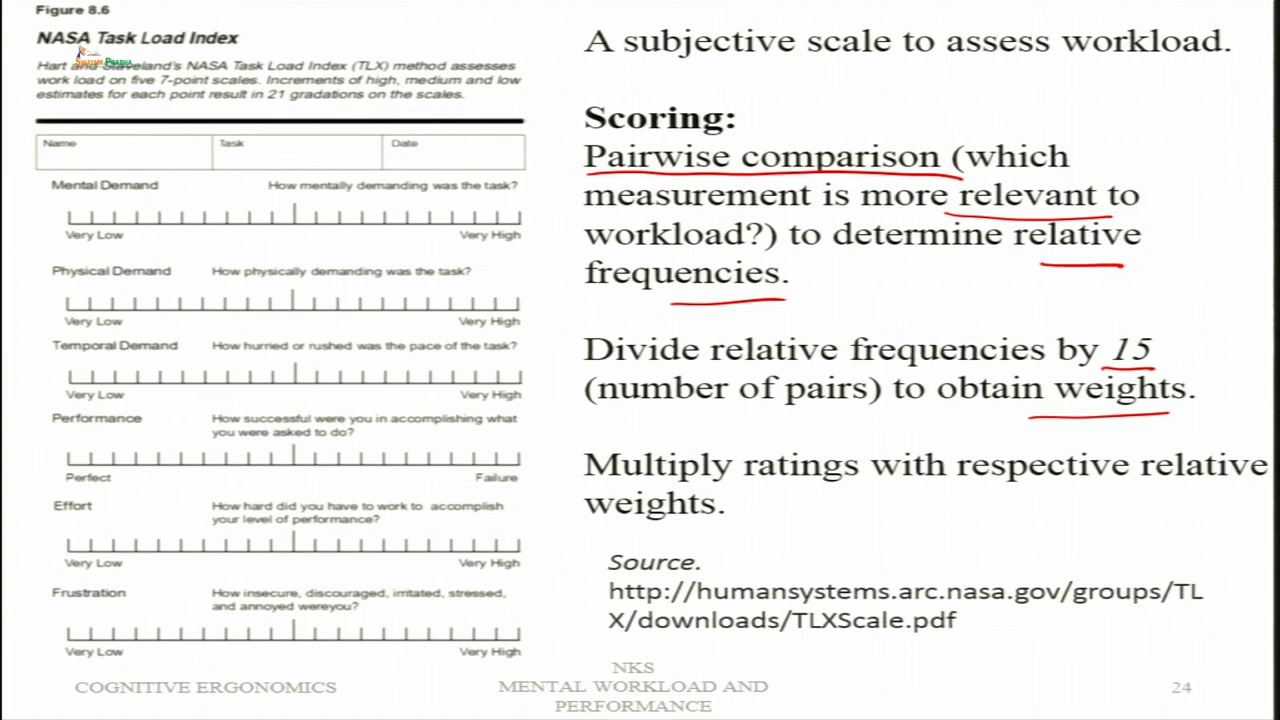 Figure 8.6
NASA Task Load Index
SWAYAM PRABHA
Hart and Staveland's NASA Task Load Index (TLX) method assesses
work load on five 7-point scales. Increments of high, medium and low
estimates for each point result in 21 gradations on the scales.
Name Task Date
Mental Demand How mentally demanding was the task?
Very Low Very High
Physical Demand How physically demanding was the task?
Very Low Very High
Temporal Demand How hurried or rushed was the pace of the task?
Very Low Very High
Performance How successful were you in accomplishing what
you were asked to do?
Perfect Failure
Effort How hard did you have to work to accomplish
your level of performance?
Very Low Very High
Frustration How insecure, discouraged, irritated, stressed,
and annoyed wereyou?
Very Low Very High
A subjective scale to assess workload.
Scoring:
Pairwise comparison (which
measurement is more relevant to
workload?) to determine relative
frequencies.
Divide relative frequencies by 15
(number of pairs) to obtain weights.
Multiply ratings with respective relative
weights.
Source.
http://humansystems.arc.nasa.gov/groups/TL
X/downloads/TLXScale.pdf
COGNITIVE ERGONOMICS
NKS
MENTAL WORKLOAD AND
PERFORMANCE
24